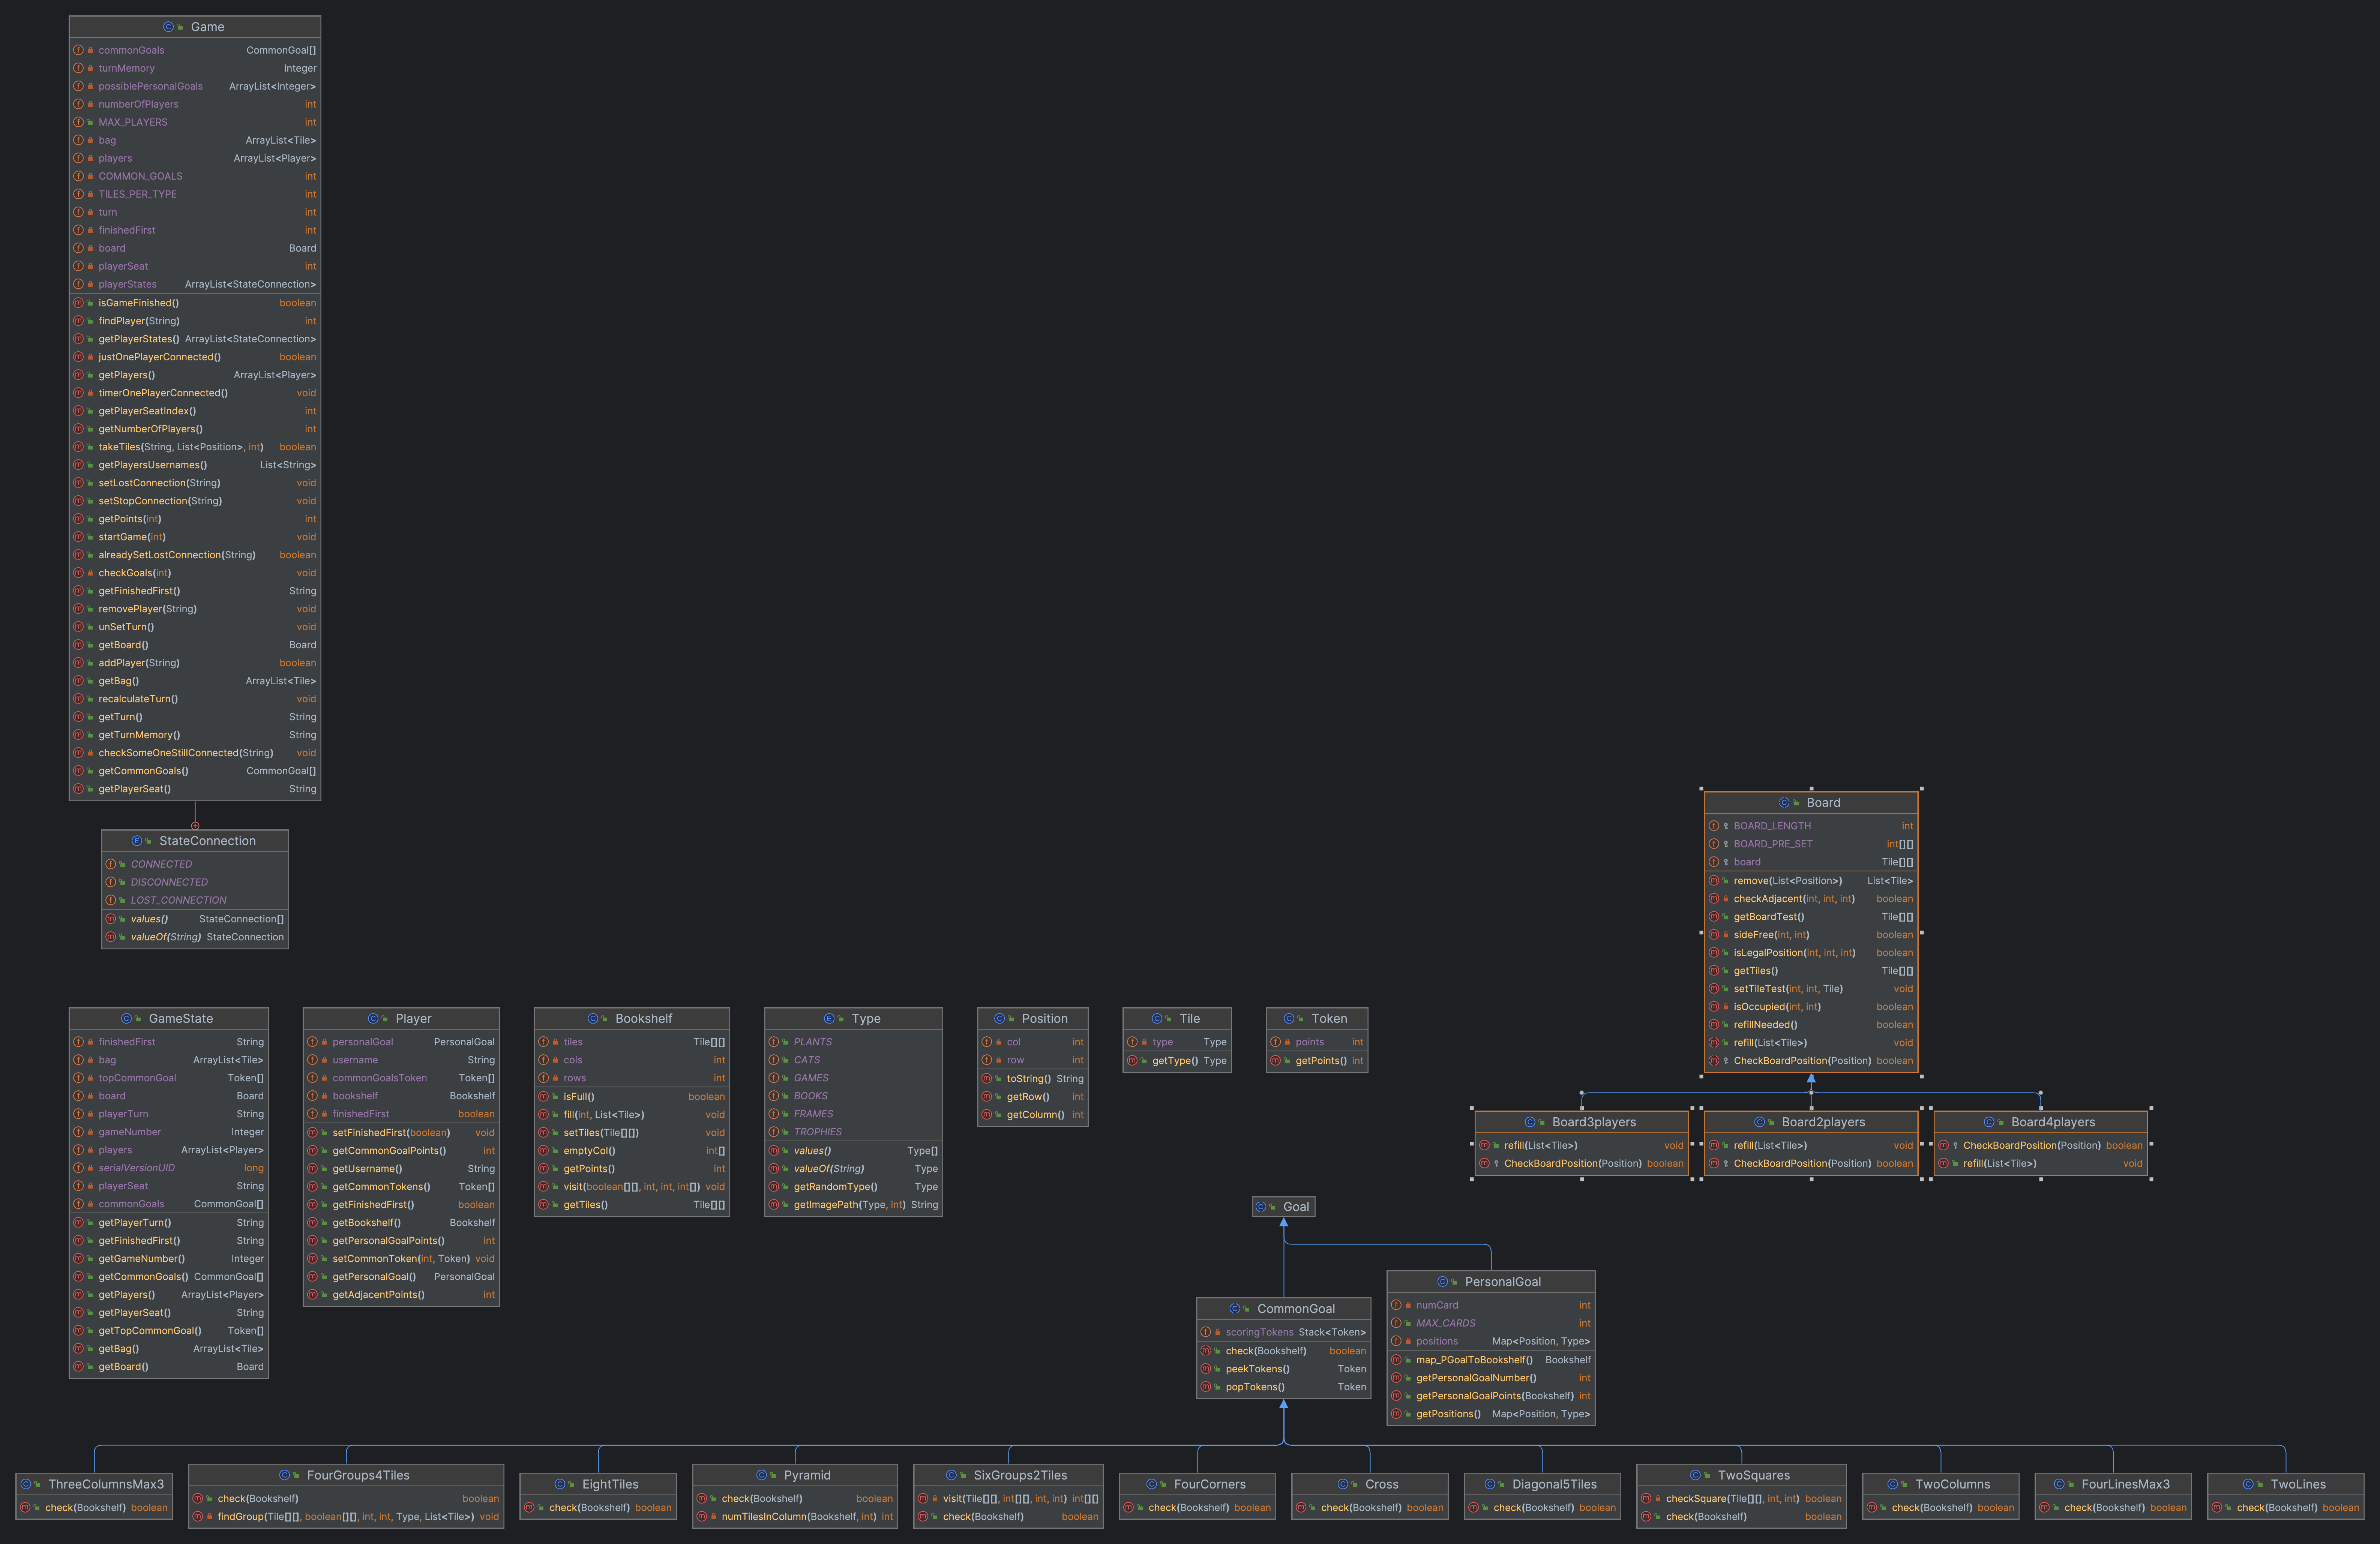 Game
commonGoals CommonGoal[]
turnMemory Integer
possiblePersonalGoals ArrayList<Integer>
numberOfPlayers int
MAX_PLAYERS int
bag ArrayList<Tile>
players ArrayList<Player>
COMMON_GOALS int
TILES_PER_TYPE int
turn int
finishedFirst int
board Board
playerSeat int
playerStates ArrayList<StateConnection>
isGameFinished() boolean
findPlayer(String) int
getPlayerStates() ArrayList<StateConnection>
justOnePlayerConnected() boolean
getPlayers() ArrayList<Player>
timerOnePlayerConnected() void
getPlayerSeatIndex() int
getNumberOfPlayers() int
takeTiles(String, List<Position>, int) boolean
getPlayersUsernames() List<String>
setLostConnection(String) void
setStopConnection(String) void
getPoints(int) int
startGame(int) void
alreadySetLostConnection(String) boolean
checkGoals(int) void
getFinishedFirst() String
removePlayer(String) void
unSetTurn() void
getBoard() Board
addPlayer(String) boolean
getBag() ArrayList<Tile>
recalculateTurn() void
getTurn() String
getTurnMemory() String
checkSomeOneStillConnected(String) void
getCommonGoals() CommonGoal[]
getPlayerSeat() String
StateConnection
CONNECTED
DISCONNECTED
LOST_CONNECTION
values() StateConnection[]
valueOf(String) StateConnection
Board
BOARD_LENGTH int
BOARD_PRE_SET int[][]
board Tile[][]
remove(List<Position>) List<Tile>
checkAdjacent(int, int, int) boolean
getBoardTest() Tile[][]
sideFree(int, int) boolean
isLegalPosition(int, int, int) boolean
getTiles() Tile[][]
setTileTest(int, int, Tile) void
isOccupied(int, int) boolean
refillNeeded() boolean
refill(List<Tile>) void
CheckBoardPosition(Position) boolean
GameState
finishedFirst String
bag ArrayList<Tile>
topCommonGoal Token[]
board Board
playerTurn String
gameNumber Integer
players ArrayList<Player>
serialVersionUID long
playerSeat String
commonGoals CommonGoal[]
getPlayerTurn() String
getFinishedFirst() String
getGameNumber() Integer
getCommonGoals() CommonGoal[]
getPlayers() ArrayList<Player>
getPlayerSeat() String
getTopCommonGoal() Token[]
getBag() ArrayList<Tile>
getBoard() Board
Player
personalGoal PersonalGoal
username String
commonGoalsToken Token[]
bookshelf Bookshelf
finishedFirst boolean
setFinishedFirst(boolean) void
getCommonGoalPoints() int
getUsername() String
getCommonTokens() Token[]
getFinishedFirst() boolean
getBookshelf() Bookshelf
getPersonalGoalPoints() int
setCommonToken(int, Token) void
getPersonalGoal() PersonalGoal
getAdjacentPoints() int
Bookshelf
tiles Tile[][]
cols int
rows int
isFull() boolean
fill(int, List<Tile>) void
setTiles(Tile[][]) void
emptyCol() int[]
getPoints() int
visit(boolean[][], int, int, int[]) void
getTiles() Tile[][]
Type
PLANTS
CATS
GAMES
BOOKS
FRAMES
TROPHIES
values() Type[]
valueOf(String) Type
getRandomType() Type
getImagePath(Type, int) String
Position
col int
row int
toString() String
getRow() int
getColumn() int
Tile
type Type
getType() Type
Token
points int
getPoints() int
Board3players
refill(List<Tile>) void
CheckBoardPosition(Position) boolean
Board2players
refill(List<Tile>) void
CheckBoardPosition(Position) boolean
Board4players
CheckBoardPosition(Position) boolean
refill(List<Tile>) void
Goal
CommonGoal
scoringTokens Stack<Token>
check(Bookshelf) boolean
peekTokens() Token
popTokens() Token
PersonalGoal
numCard int
MAX_CARDS int
positions Map<Position, Type>
map_PGoalToBookshelf() Bookshelf
getPersonalGoalNumber() int
getPersonalGoalPoints(Bookshelf) int
getPositions() Map<Position, Type>
ThreeColumnsMax3
check(Bookshelf) boolean
FourGroups4Tiles
check(Bookshelf) boolean
findGroup(Tile[][], boolean[][], int, int, Type, List<Tile>) void
EightTiles
check(Bookshelf) boolean
Pyramid
check(Bookshelf) boolean
numTilesInColumn(Bookshelf, int) int
SixGroups2Tiles
visit(Tile[][], int[][], int, int) int[][]
check(Bookshelf) boolean
FourCorners
check(Bookshelf) boolean
Cross
check(Bookshelf) boolean
Diagonal5Tiles
check(Bookshelf) boolean
TwoSquares
checkSquare(Tile[][], int, int) boolean
check(Bookshelf) boolean
TwoColumns
check(Bookshelf) boolean
FourLinesMax3
check(Bookshelf) boolean
TwoLines
check(Bookshelf) boolean